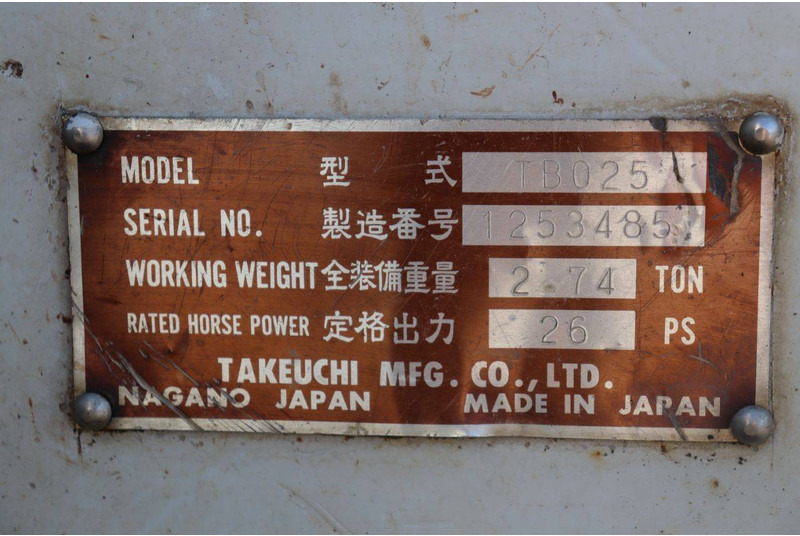 MODEL 型式 TB025
SERIAL NO. 製造番号 1253485
WORKING WEIGHT 全装備重量 2.74 TON
RATED HORSE POWER 定格出力 26 PS
TAKEUCHI MFG. CO., LTD.
NAGANO JAPAN MADE IN JAPAN